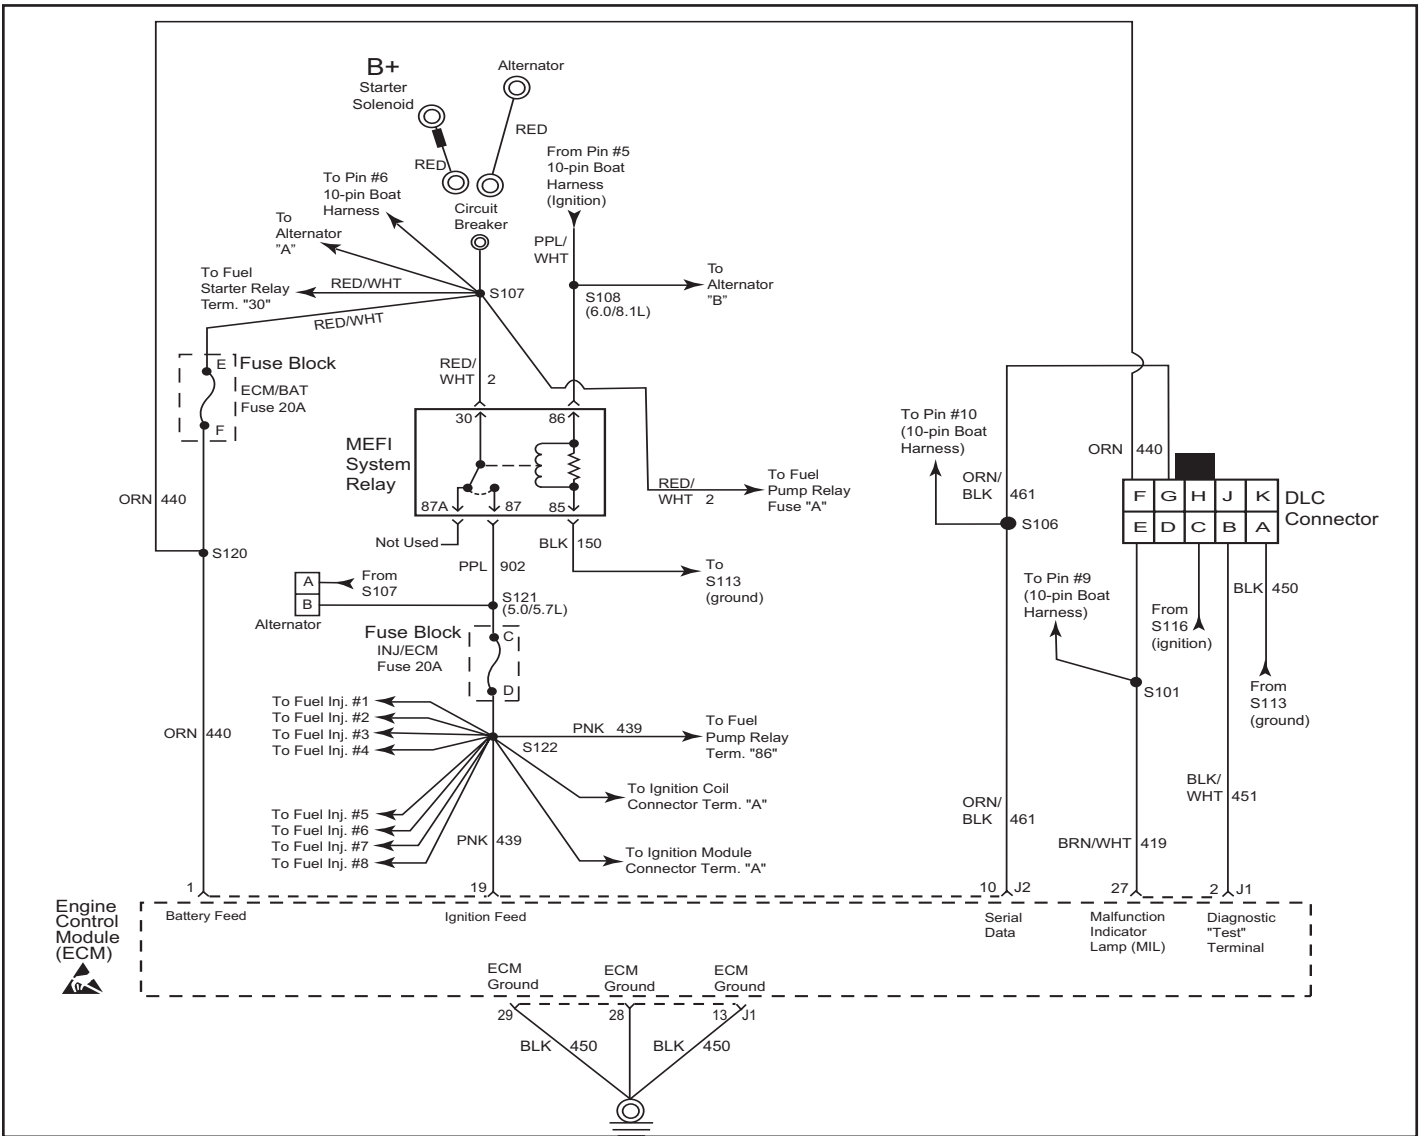 B+
Starter
Solenoid
Alternator
RED
RED
From Pin #5
10-pin Boat
Harness
(Ignition)
To Pin #6
10-pin Boat
Harness
Circuit
Breaker
To
Alternator
"A"
PPL/
WHT
To Fuel
Starter Relay
Term. "30"
RED/WHT
S107
RED/WHT
S108
(6.0/8.1L)
To
Alternator
"B"
E
Fuse Block
ECM/BAT
Fuse 20A
F
RED/
WHT 2
30
86
MEFI
System
Relay
87A
87
85
RED/
WHT 2
To Fuel
Pump Relay
Fuse "A"
To Pin #10
(10-pin Boat
Harness)
ORN/
BLK 461
S106
ORN 440
F G H J K
E D C B A
DLC
Connector
ORN 440
S120
Not Used
BLK 150
To
S113
(ground)
PPL 902
A
B
From
S107
Alternator
S121
(5.0/5.7L)
To Pin #9
(10-pin Boat
Harness)
From
S116
(ignition)
BLK 450
From
S113
(ground)
S101
Fuse Block
INJ/ECM
Fuse 20A
C
D
To Fuel Inj. #1
To Fuel Inj. #2
To Fuel Inj. #3
To Fuel Inj. #4
PNK 439
S122
To Fuel
Pump Relay
Term. "86"
ORN 440
To Ignition Coil
Connector Term. "A"
To Fuel Inj. #5
To Fuel Inj. #6
To Fuel Inj. #7
To Fuel Inj. #8
PNK 439
To Ignition Module
Connector Term. "A"
ORN/
BLK 461
BLK/
WHT 451
BRN/WHT 419
1
19
10 J2
27
2 J1
Engine
Control
Module
(ECM)
Battery Feed
Ignition Feed
Serial
Data
Malfunction
Indicator
Lamp (MIL)
Diagnostic
"Test"
Terminal
ECM
Ground
ECM
Ground
ECM
Ground
29
28
13 J1
BLK 450
BLK 450